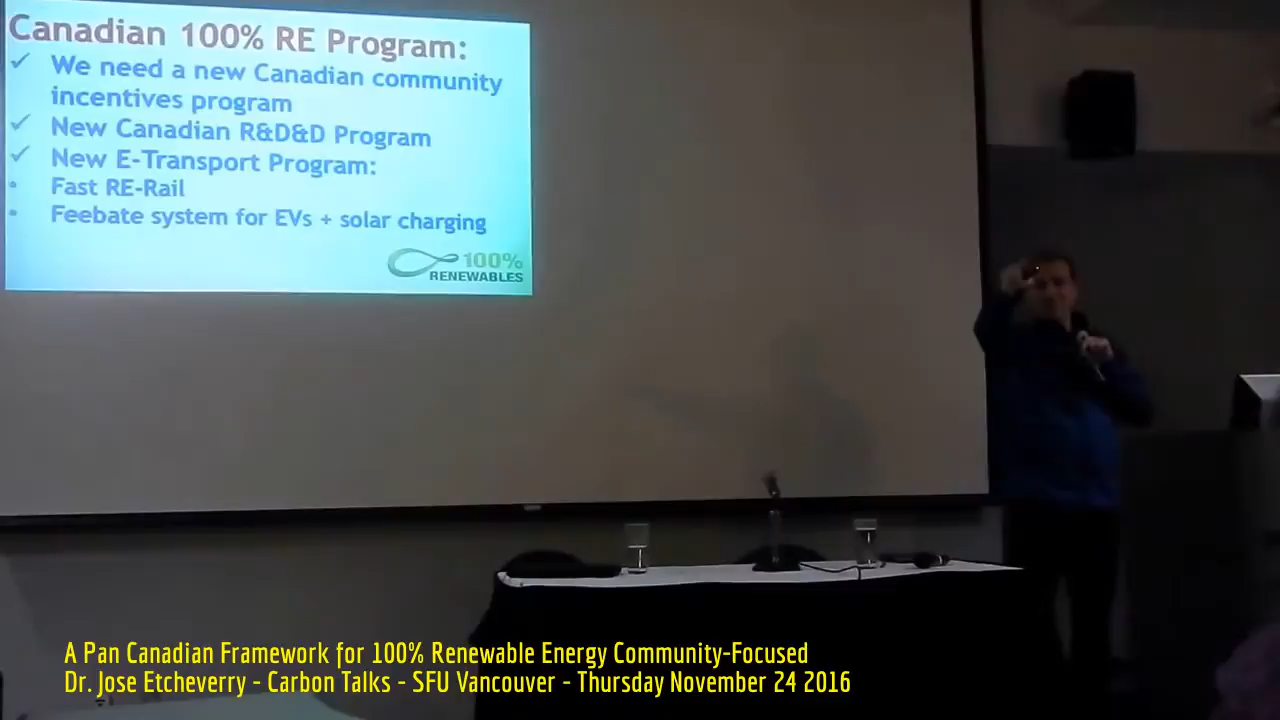 Canadian 100% RE Program:
✓ We need a new Canadian community
incentives program
✓ New Canadian R&D&D Program
✓ New E-Transport Program:
• Fast RE-Rail
• Feebate system for EVs + solar charging
100%
RENEWABLES
A Pan Canadian Framework for 100% Renewable Energy Community-Focused
Dr. Jose Etcheverry - Carbon Talks - SFU Vancouver - Thursday November 24 2016